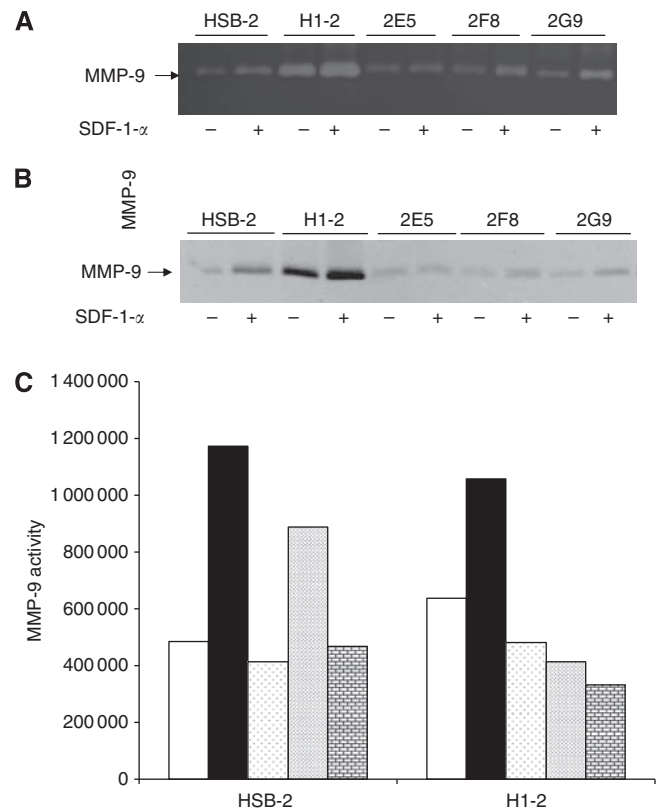 A
HSB-2 H1-2 2E5 2F8 2G9
MMP-9
SDF-1-α − + − + − + − + − +
B
MMP-9
HSB-2 H1-2 2E5 2F8 2G9
MMP-9
SDF-1-α − + − + − + − + − +
C
MMP-9 activity
1 400 000
1 200 000
1 000 000
800 000
600 000
400 000
200 000
0
HSB-2 H1-2